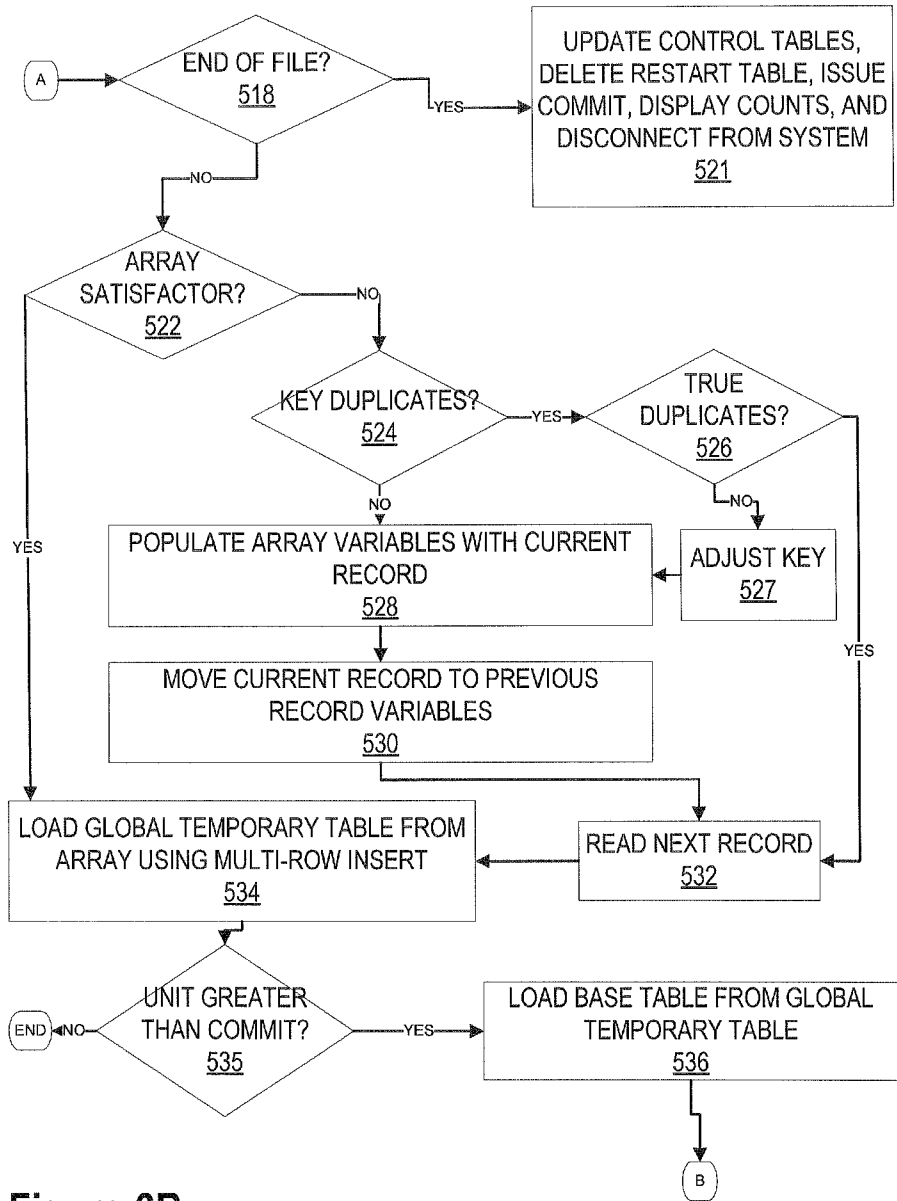 A
END OF FILE?
518
YES
UPDATE CONTROL TABLES,
DELETE RESTART TABLE, ISSUE
COMMIT, DISPLAY COUNTS, AND
DISCONNECT FROM SYSTEM
521
NO
ARRAY
SATISFACTOR?
522
NO
KEY DUPLICATES?
524
YES
TRUE
DUPLICATES?
526
NO
NO
YES
POPULATE ARRAY VARIABLES WITH CURRENT
RECORD
528
ADJUST KEY
527
YES
MOVE CURRENT RECORD TO PREVIOUS
RECORD VARIABLES
530
LOAD GLOBAL TEMPORARY TABLE FROM
ARRAY USING MULTI-ROW INSERT
534
READ NEXT RECORD
532
UNIT GREATER
THAN COMMIT?
535
END
NO
YES
LOAD BASE TABLE FROM GLOBAL
TEMPORARY TABLE
536
B